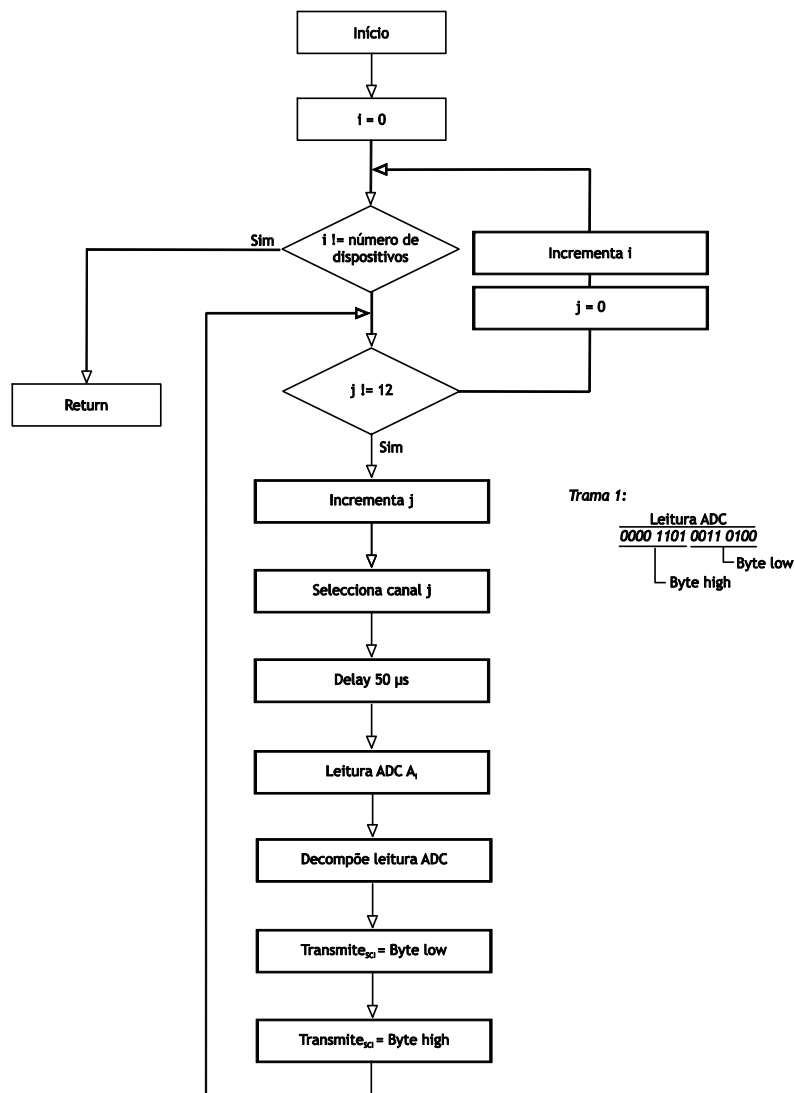 Início
i = 0
Sim
i != número de
dispositivos
Incrementa i
j = 0
Return
j != 12
Sim
Incrementa j
Selecciona canal j
Delay 50 µs
Leitura ADC Ai
Decompõe leitura ADC
TransmiteSCI = Byte low
TransmiteSCI = Byte high
Trama 1:
Leitura ADC
0000 1101 0011 0100
Byte low
Byte high